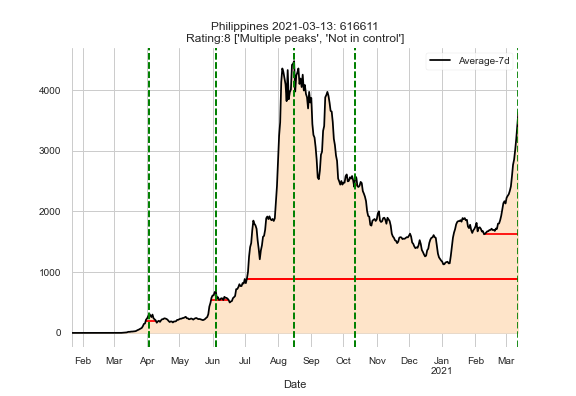 Philippines 2021-03-13: 616611
Rating:8 ['Multiple peaks', 'Not in control']
Average-7d
4000
3000
2000
1000
0
Feb Mar Apr May Jun Jul Aug Sep Oct Nov Dec Jan Feb Mar
2021
Date